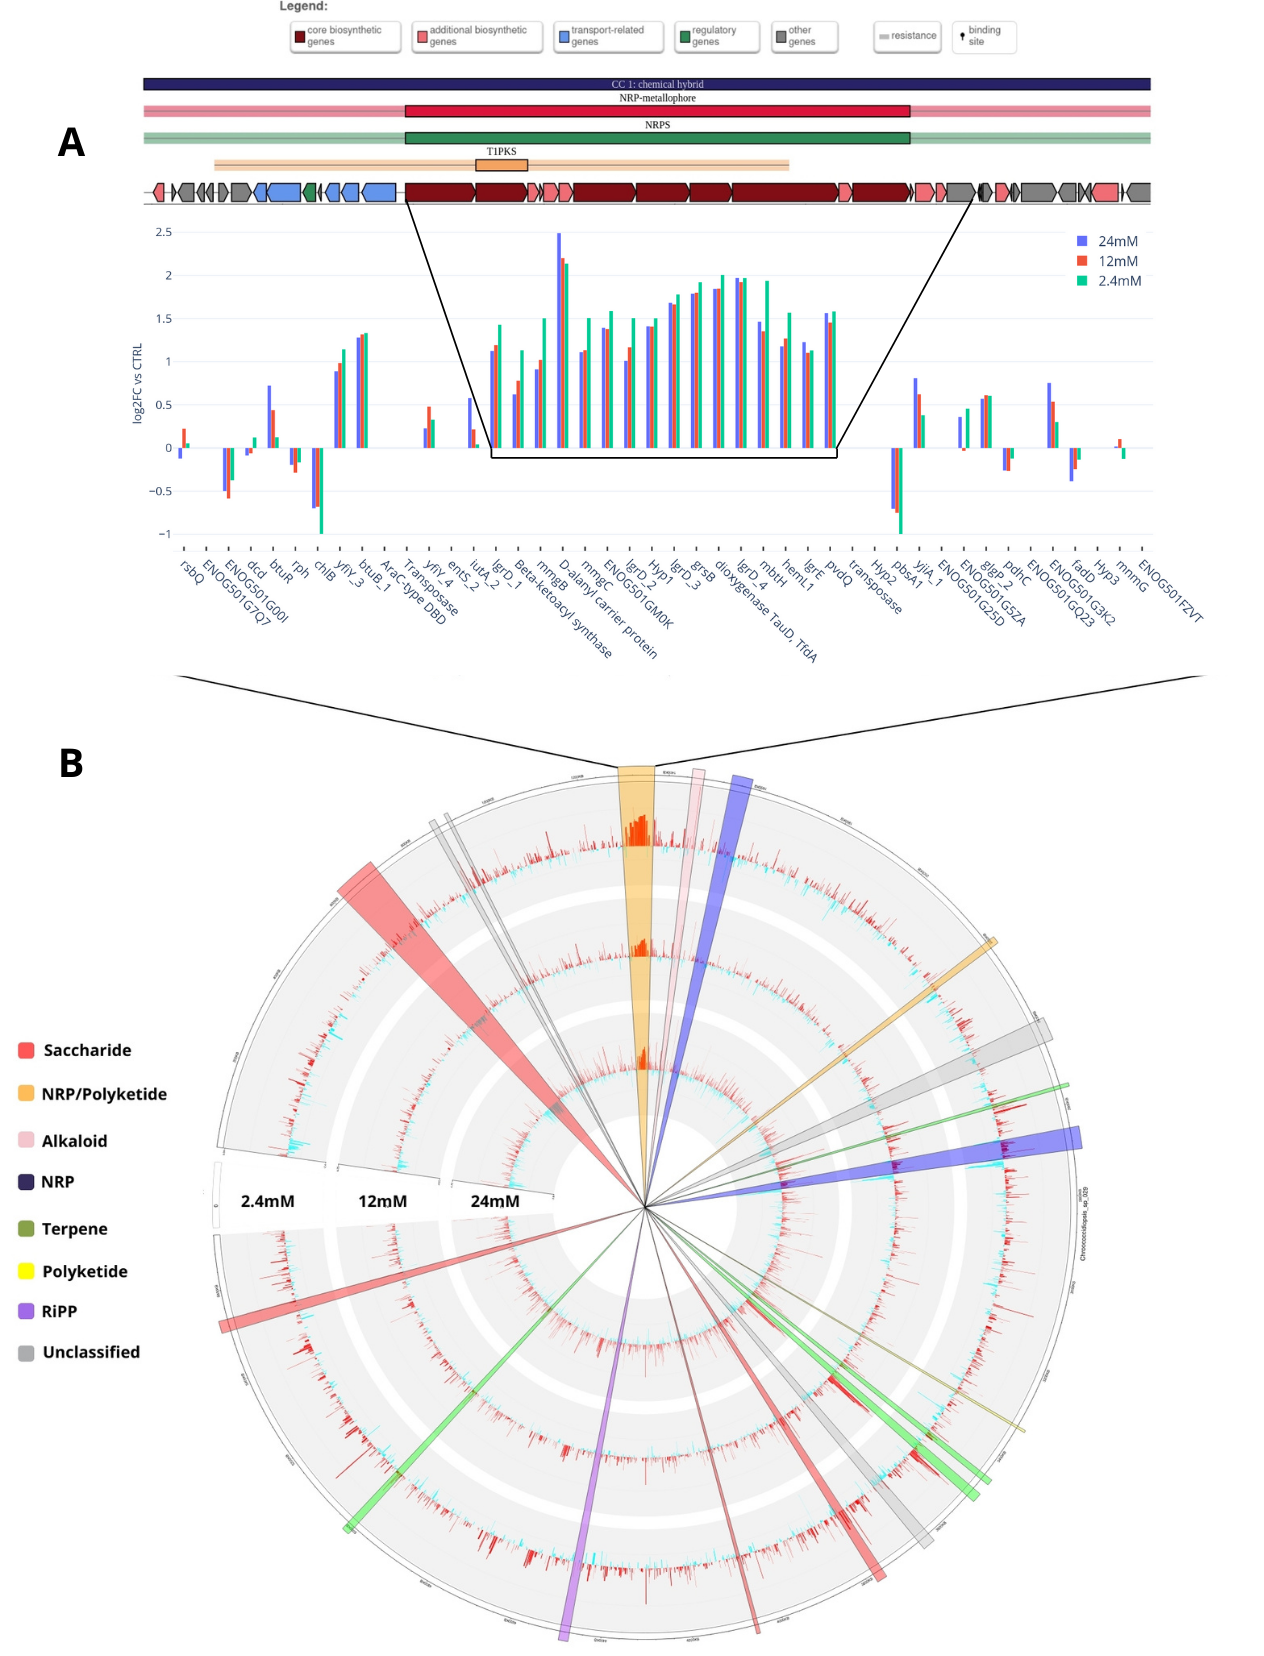 Legend:
core biosynthetic genes
additional biosynthetic genes
transport-related genes
regulatory genes
other genes
resistance
binding site
CC 1: chemical hybrid
NRP-metallophore
NRPS
T1PKS
A
24mM
12mM
2.4mM
log2FC vs CTRL
2.5
2
1.5
1
0.5
0
−0.5
−1
rsbQ
ENOG501G7Q7
ENOG501G00I
dcd
btuR
rph
chlB
yfiY_3
btuB_1
AraC-type DBD
Transposase
yfiY_4
entS_2
iutA_2
lgrD_1
Beta-ketoacyl synthase
mmgB
D-alanyl carrier protein
mmgC
ENOG501GM0K
lgrD_2
Hyp1
lgrD_3
grsB
dioxygenase TauD, TfdA
lgrD_4
mbtH
hemL1
lgrE
pvdQ
transposase
Hyp2
pbsA1
yjiA_1
ENOG501G25D
ENOG501G5ZA
glgP_2
pdhC
ENOG501GQ23
ENOG501G3K2
fadD
Hyp3
mnmG
ENOG501FZVT
B
Saccharide
NRP/Polyketide
Alkaloid
NRP
Terpene
Polyketide
RiPP
Unclassified
2.4mM
12mM
24mM
Chroococcidiopsis_sp_029